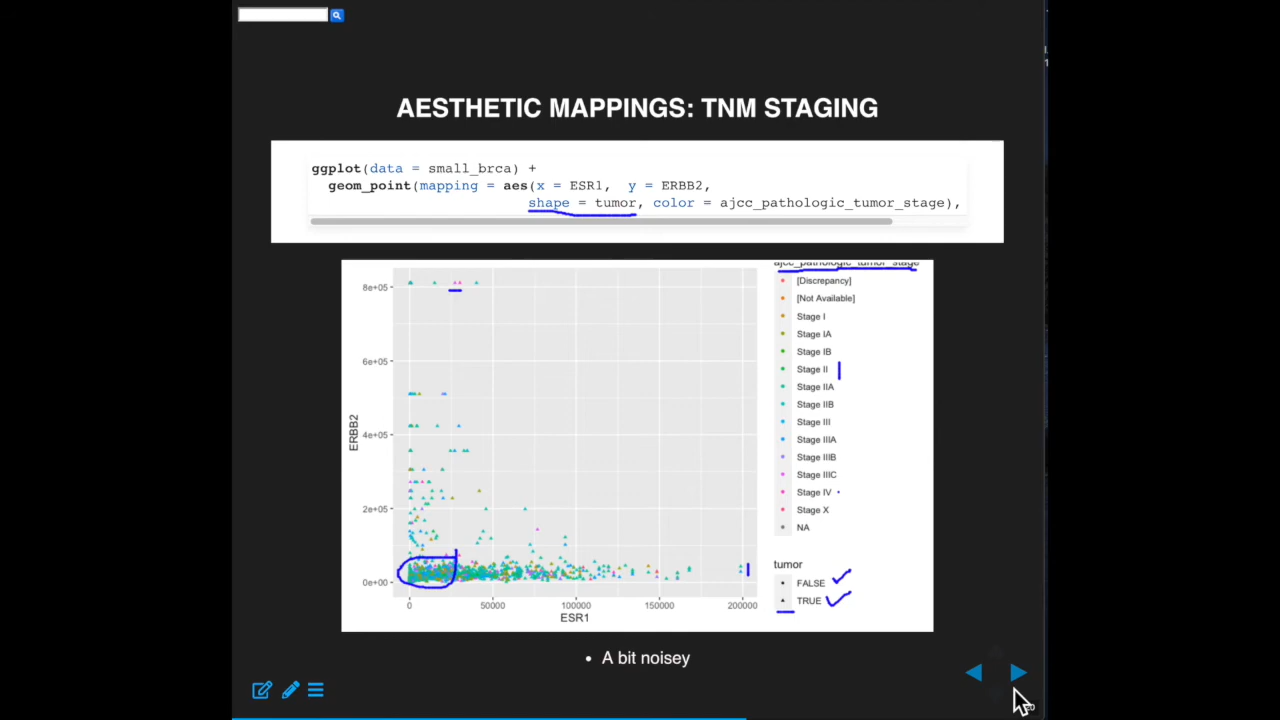 AESTHETIC MAPPINGS: TNM STAGING
ggplot(data = small_brca) +
geom_point(mapping = aes(x = ESR1, y = ERBB2,
shape = tumor, color = ajcc_pathologic_tumor_stage),
ajcc_pathologic_tumor_stage
[Discrepancy]
[Not Available]
Stage I
Stage IA
Stage IB
Stage II
Stage IIA
Stage IIB
Stage III
Stage IIIA
Stage IIIB
Stage IIIC
Stage IV
Stage X
NA
tumor
FALSE
TRUE
8e+05
6e+05
4e+05
2e+05
0e+00
ERBB2
0 50000 100000 150000 200000
ESR1
• A bit noisey